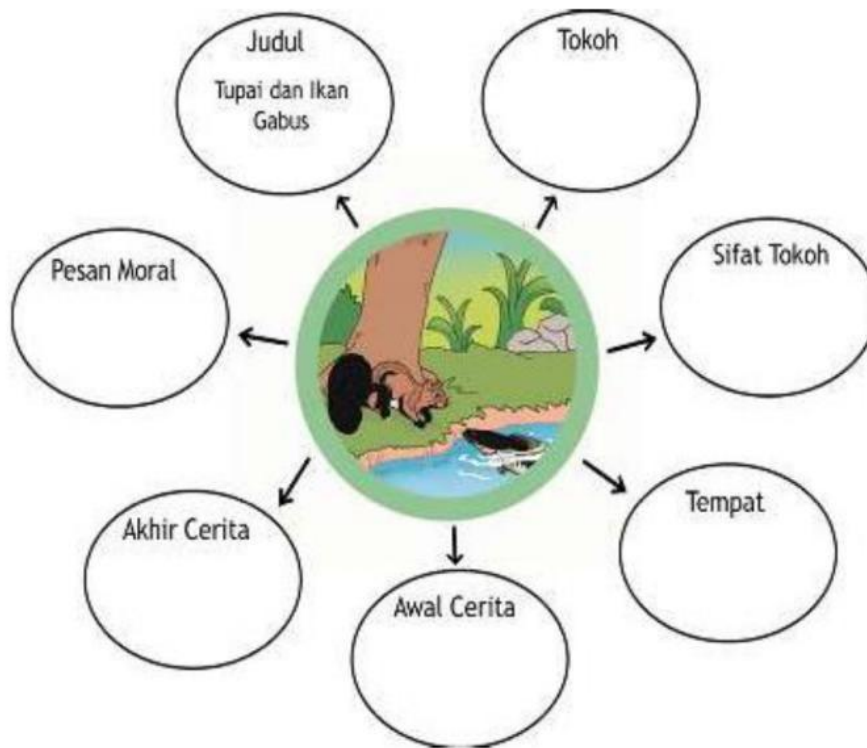 Judul
Tupai dan Ikan
Gabus
Tokoh
Sifat Tokoh
Tempat
Awal Cerita
Akhir Cerita
Pesan Moral